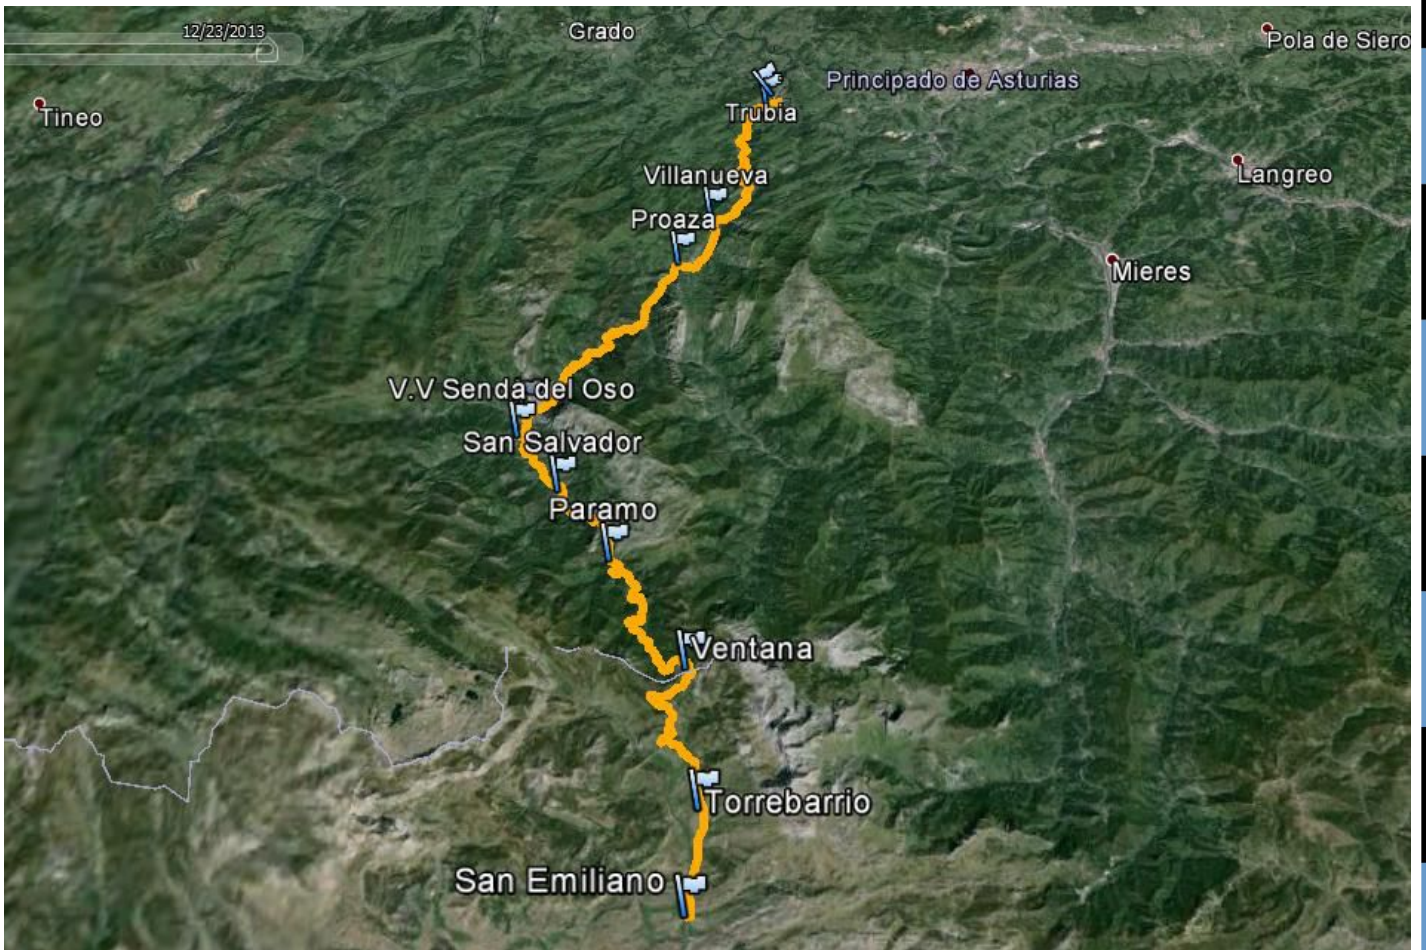 12/23/2013
Grado
Pola de Siero
Principado de Asturias
Tineo
Trubia
Villanueva
Langreo
Proaza
Mieres
V.V Senda del Oso
San Salvador
Paramo
Ventana
Torrebarrio
San Emiliano